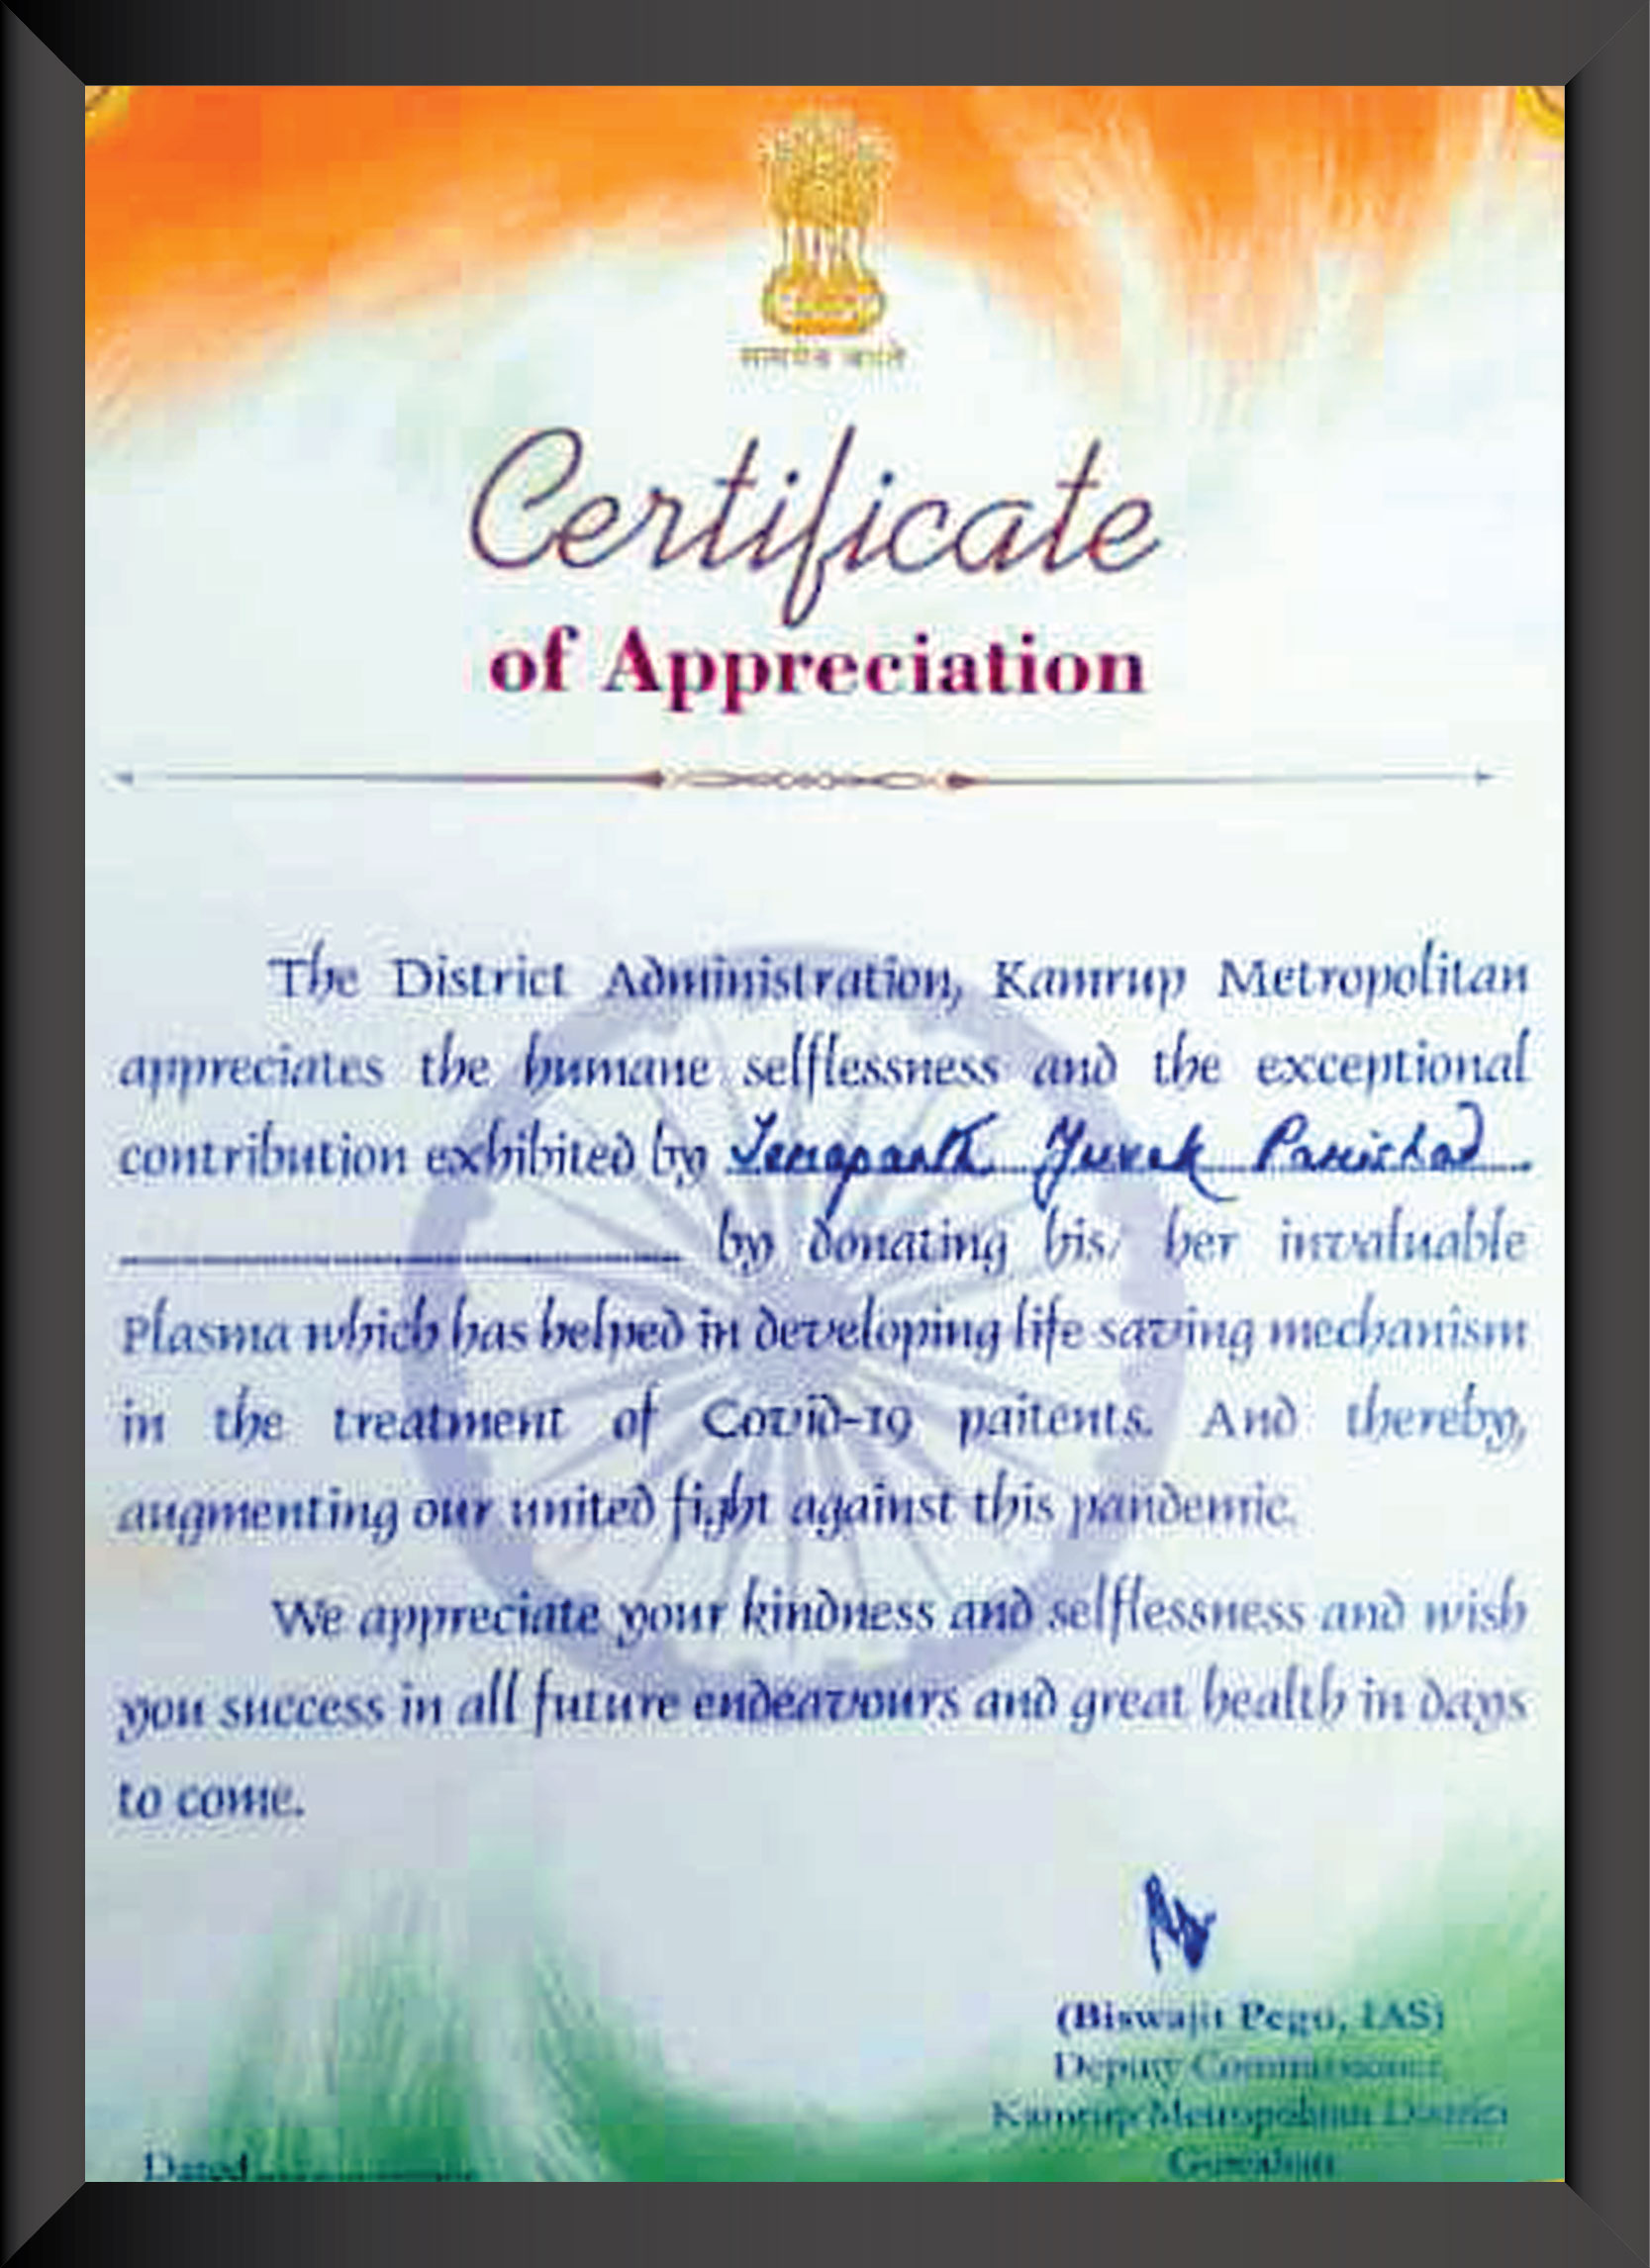 सत्यमेव जयते
Certificate
of Appreciation
The District Administration, Kamrup Metropolitan
appreciates the humane selflessness and the exceptional
contribution exhibited by Terapanth Yuvak Parishad
by donating his/ her invaluable
Plasma which has helped in developing life saving mechanism
in the treatment of Covid-19 paitents. And thereby,
augmenting our united fight against this pandemic.
We appreciate your kindness and selflessness and wish
you success in all future endeavours and great health in days
to come.
(Biswajit Pegu, IAS)
Deputy Commissioner
Kamrup Metropolitan District
Guwahati
Dated